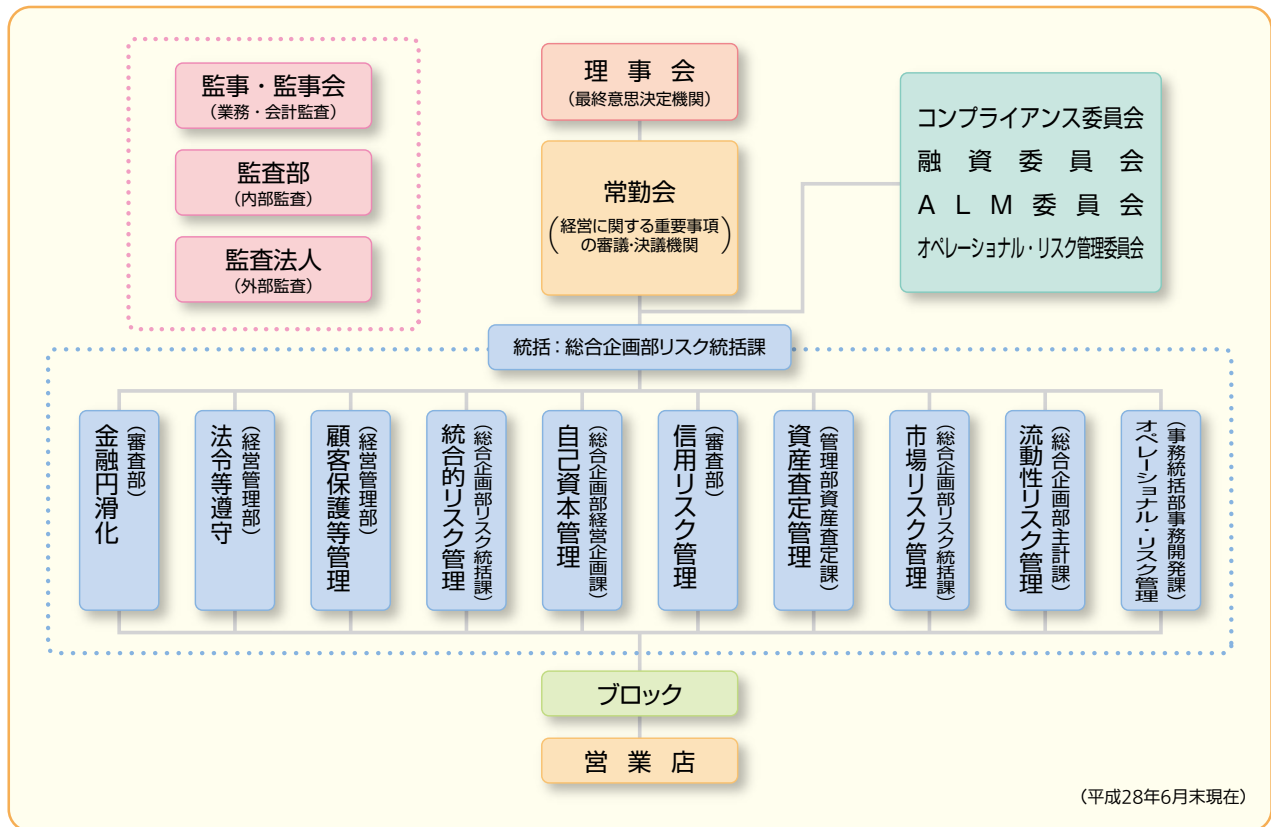 監事・監事会
(業務・会計監査)
監査部
(内部監査)
監査法人
(外部監査)
理事会
(最終意思決定機関)
常勤会
(経営に関する重要事項
の審議・決議機関)
コンプライアンス委員会
融資委員会
ALM委員会
オペレーショナル・リスク管理委員会
統括:総合企画部リスク統括課
金融円滑化
(審査部)
法令等遵守
(経営管理部)
顧客保護等管理
(経営管理部)
統合的リスク管理
(総合企画部リスク統括課)
自己資本管理
(総合企画部経営企画課)
信用リスク管理
(審査部)
資産査定管理
(管理部資産査定課)
市場リスク管理
(総合企画部リスク統括課)
流動性リスク管理
(総合企画部主計課)
オペレーショナル・リスク管理
(事務統括部事務開発課)
ブロック
営業店
(平成28年6月末現在)